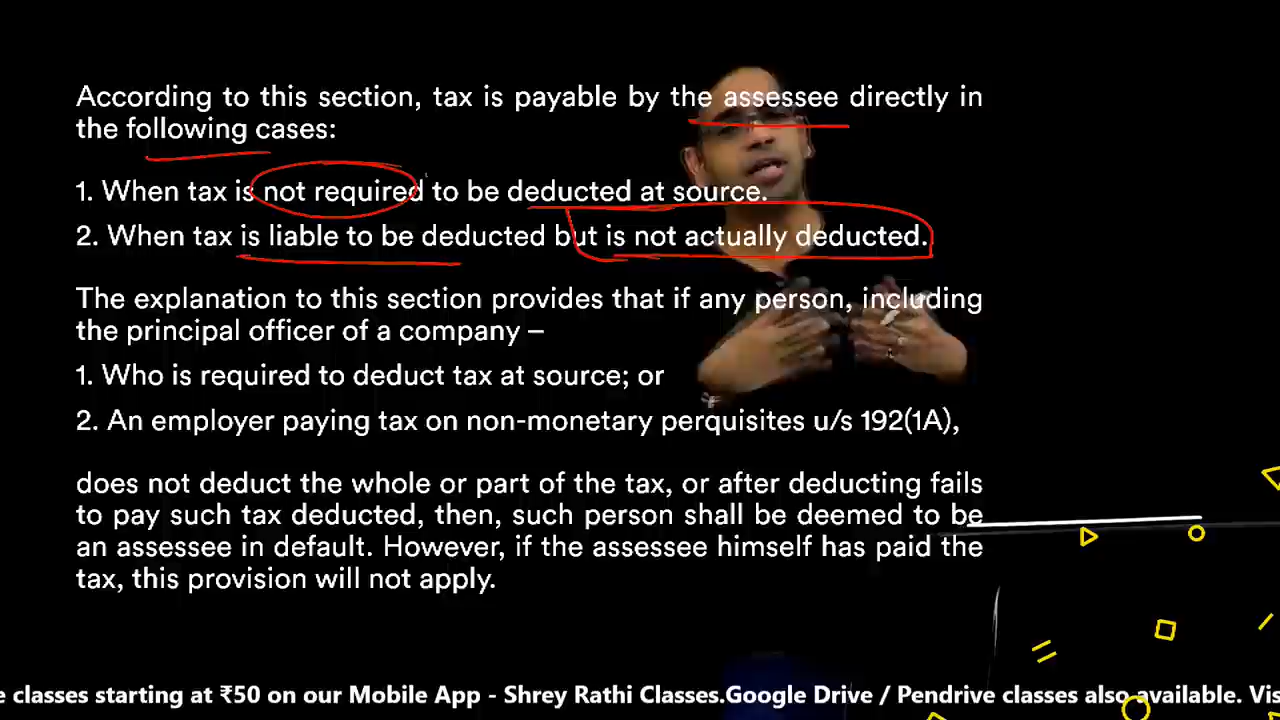 According to this section, tax is payable by the assessee directly in
the following cases:
1. When tax is not required to be deducted at source.
2. When tax is liable to be deducted but is not actually deducted.
The explanation to this section provides that if any person, including
the principal officer of a company –
1. Who is required to deduct tax at source; or
2. An employer paying tax on non-monetary perquisites u/s 192(1A),
does not deduct the whole or part of the tax, or after deducting fails
to pay such tax deducted, then, such person shall be deemed to be
an assessee in default. However, if the assessee himself has paid the
tax, this provision will not apply.
e classes starting at ₹50 on our Mobile App - Shrey Rathi Classes.Google Drive / Pendrive classes also available. Vis